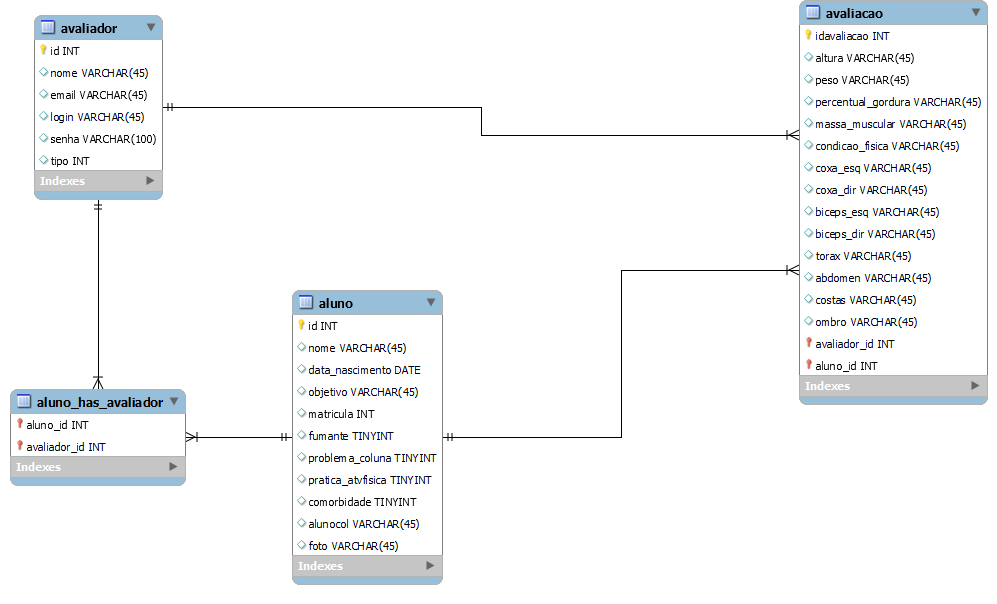 avaliador
id INT
nome VARCHAR(45)
email VARCHAR(45)
login VARCHAR(45)
senha VARCHAR(100)
tipo INT
Indexes
avaliacao
idavaliacao INT
altura VARCHAR(45)
peso VARCHAR(45)
percentual_gordura VARCHAR(45)
massa_muscular VARCHAR(45)
condicao_fisica VARCHAR(45)
coxa_esq VARCHAR(45)
coxa_dir VARCHAR(45)
biceps_esq VARCHAR(45)
biceps_dir VARCHAR(45)
torax VARCHAR(45)
abdomen VARCHAR(45)
costas VARCHAR(45)
ombro VARCHAR(45)
avaliador_id INT
aluno_id INT
Indexes
aluno
id INT
nome VARCHAR(45)
data_nascimento DATE
objetivo VARCHAR(45)
matricula INT
fumante TINYINT
problema_coluna TINYINT
pratica_atvfisica TINYINT
comorbidade TINYINT
alunocol VARCHAR(45)
foto VARCHAR(45)
Indexes
aluno_has_avaliador
aluno_id INT
avaliador_id INT
Indexes